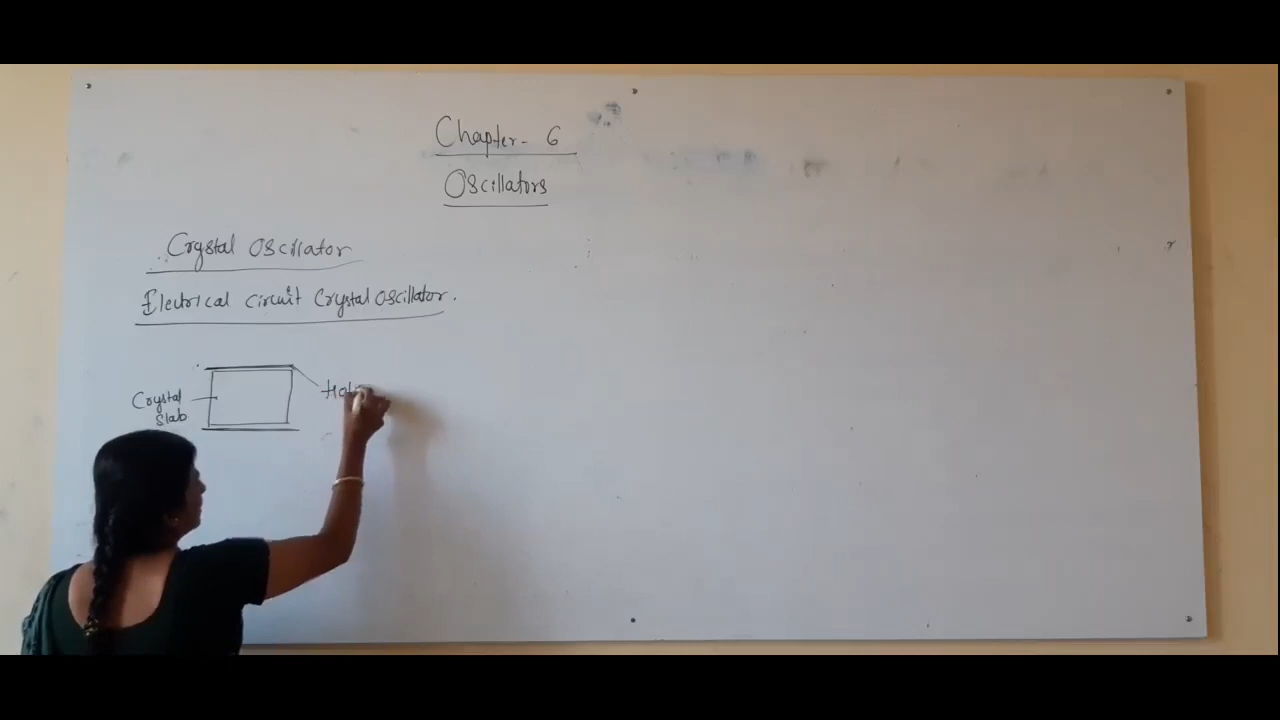 Chapter - 6
Oscillators
Crystal Oscillator
Electrical circuit Crystal Oscillator.
Crystal
Slab